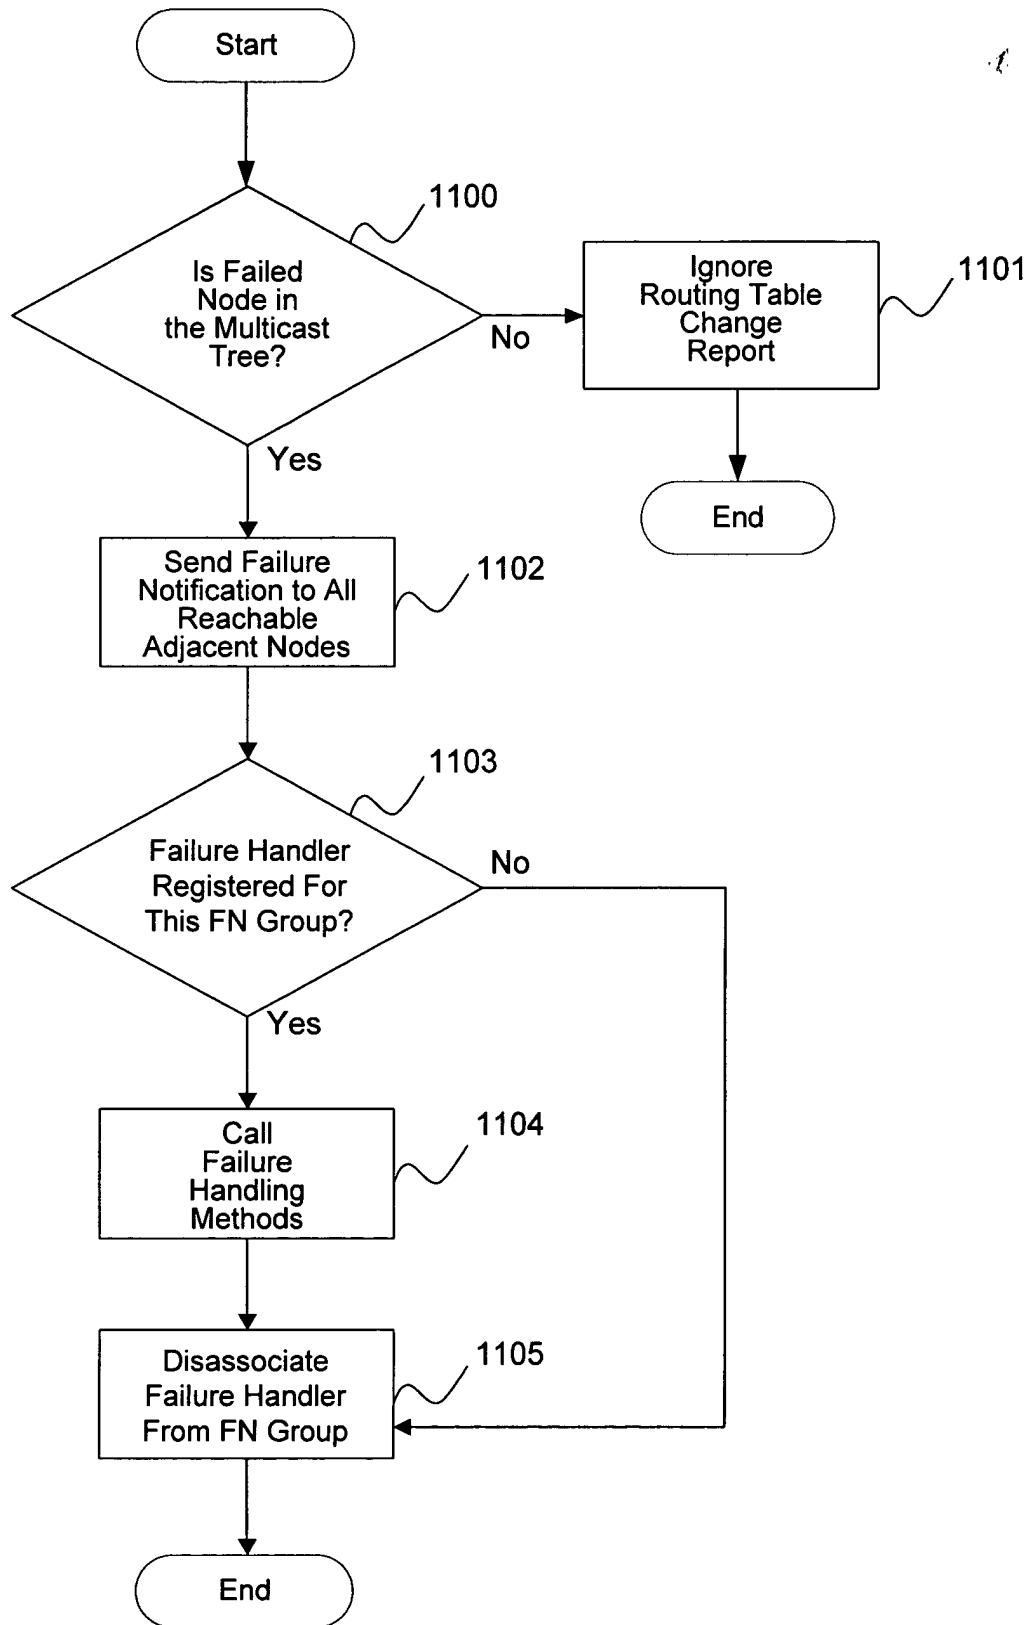 Start
1100
Is Failed
Node in
the Multicast
Tree?
No
Ignore
Routing Table
Change
Report
1101
End
Yes
Send Failure
Notification to All
Reachable
Adjacent Nodes
1102
1103
Failure Handler
Registered For
This FN Group?
No
Yes
Call
Failure
Handling
Methods
1104
Disassociate
Failure Handler
From FN Group
1105
End